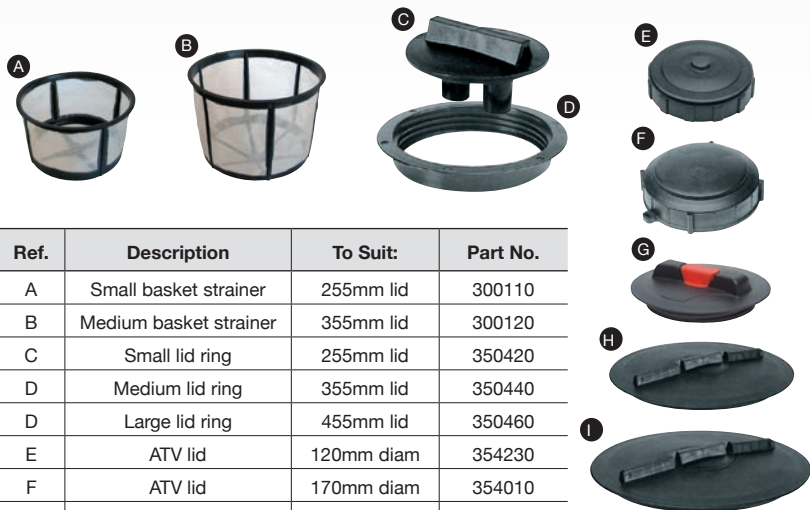 A
B
C
D
E
F
G
H
I
Ref. Description To Suit: Part No.
A Small basket strainer 255mm lid 300110
B Medium basket strainer 355mm lid 300120
C Small lid ring 255mm lid 350420
D Medium lid ring 355mm lid 350440
D Large lid ring 455mm lid 350460
E ATV lid 120mm diam 354230
F ATV lid 170mm diam 354010